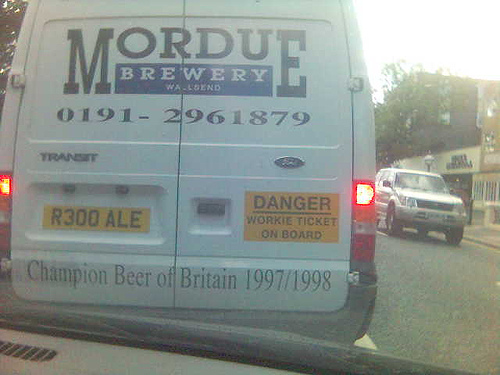 MORDUE
BREWERY
WALLSEND
0191- 2961879
TRANSIT
Ford
R300 ALE
DANGER
WORKIE TICKET
ON BOARD
Champion Beer of Britain 1997/1998